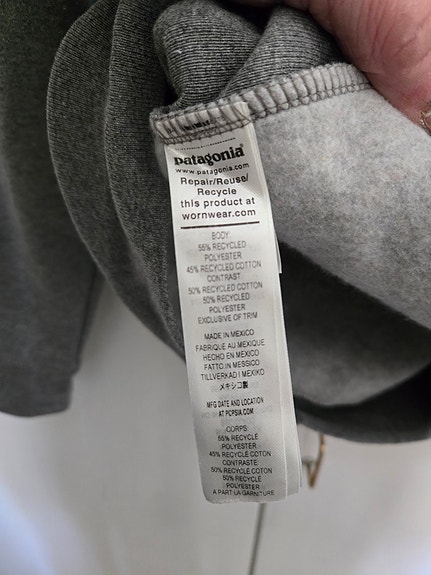 patagonia
www.patagonia.com
Repair/Reuse/
Recycle
this product at
wornwear.com
BODY:
55% RECYCLED
POLYESTER
45% RECYCLED COTTON
CONTRAST:
50% RECYCLED COTTON
50% RECYCLED
POLYESTER
EXCLUSIVE OF TRIM
MADE IN MEXICO
FABRIQUE AU MEXIQUE
HECHO EN MEXICO
FATTO IN MESSICO
TILLVERKAD I MEXIKO
メキシコ製
MFG DATE AND LOCATION
AT PCPSIA.COM
CORPS:
55% RECYCLE
POLYESTER
45% RECYCLE COTON
CONTRASTE:
50% RECYCLE COTON
50% RECYCLE
POLYESTER
A PART LA GARNITURE